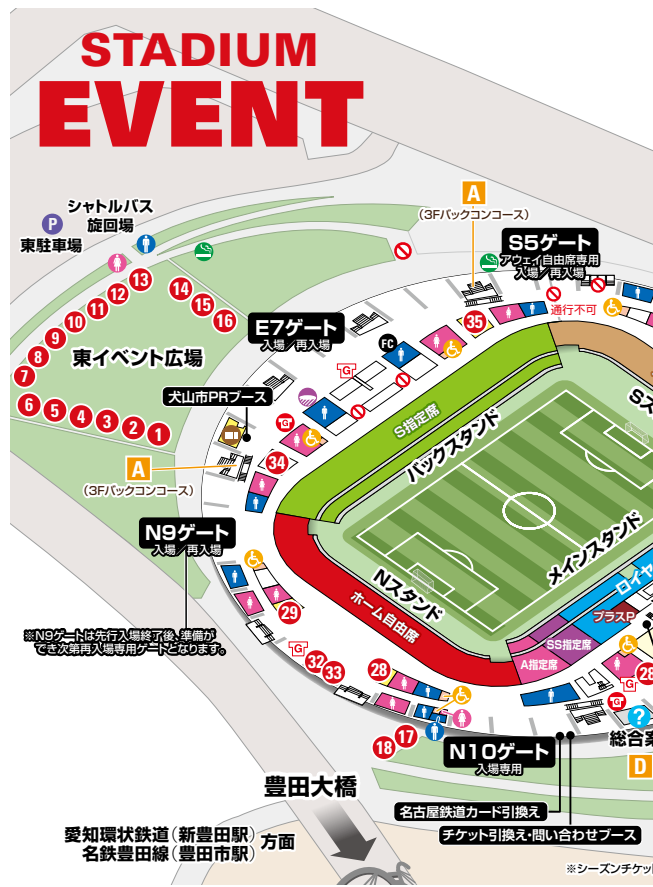 STADIUM
EVENT
シャトルバス
旋回場
P
東駐車場
A
(3Fバックコンコース)
S5ゲート
アウェイ自由席専用
入場/再入場
通行不可
13
12
11
10
9
8
7
14
15
16
E7ゲート
入場/再入場
FC
35
G
東イベント広場
6
5
4
3
2
1
犬山市PRブース
G
34
A
(3Fバックコンコース)
S指定席
バックスタンド
Sス
N9ゲート
入場/再入場
メインスタンド
Nスタンド
ホーム自由席
ロイヤ
プラスP
SS指定席
A指定席
29
※N9ゲートは先行入場終了後、準備が
でき次第再入場専用ゲートとなります。
G
32
33
28
28
G
G
?
総合案
17
18
N10ゲート
入場専用
D
豊田大橋
名古屋鉄道カード引換え
チケット引換え・問い合わせブース
愛知環状鉄道(新豊田駅)
名鉄豊田線(豊田市駅)
方面
※シーズンチケッ